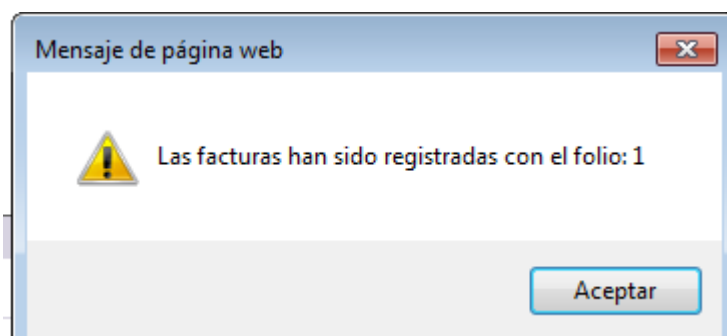 Mensaje de página web
Las facturas han sido registradas con el folio: 1
Aceptar